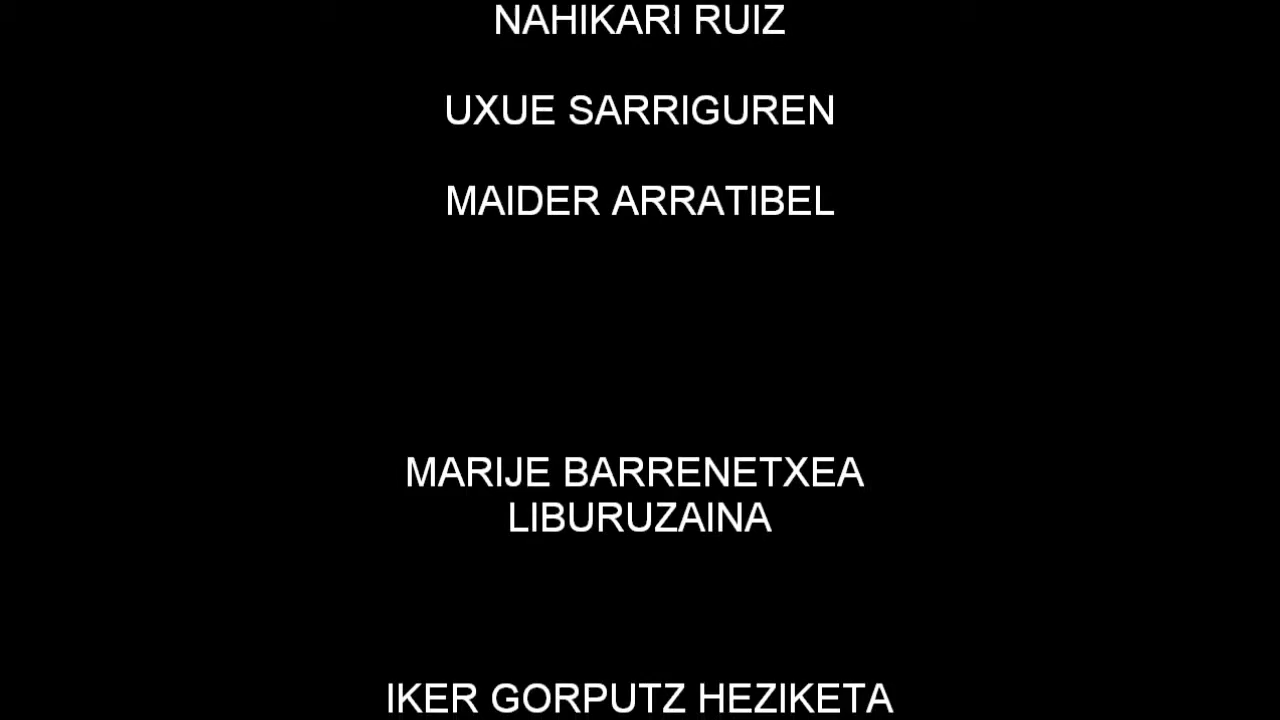 NAHIKARI RUIZ
UXUE SARRIGUREN
MAIDER ARRATIBEL
MARIJE BARRENETXEA
LIBURUZAINA
IKER GORPUTZ HEZIKETA